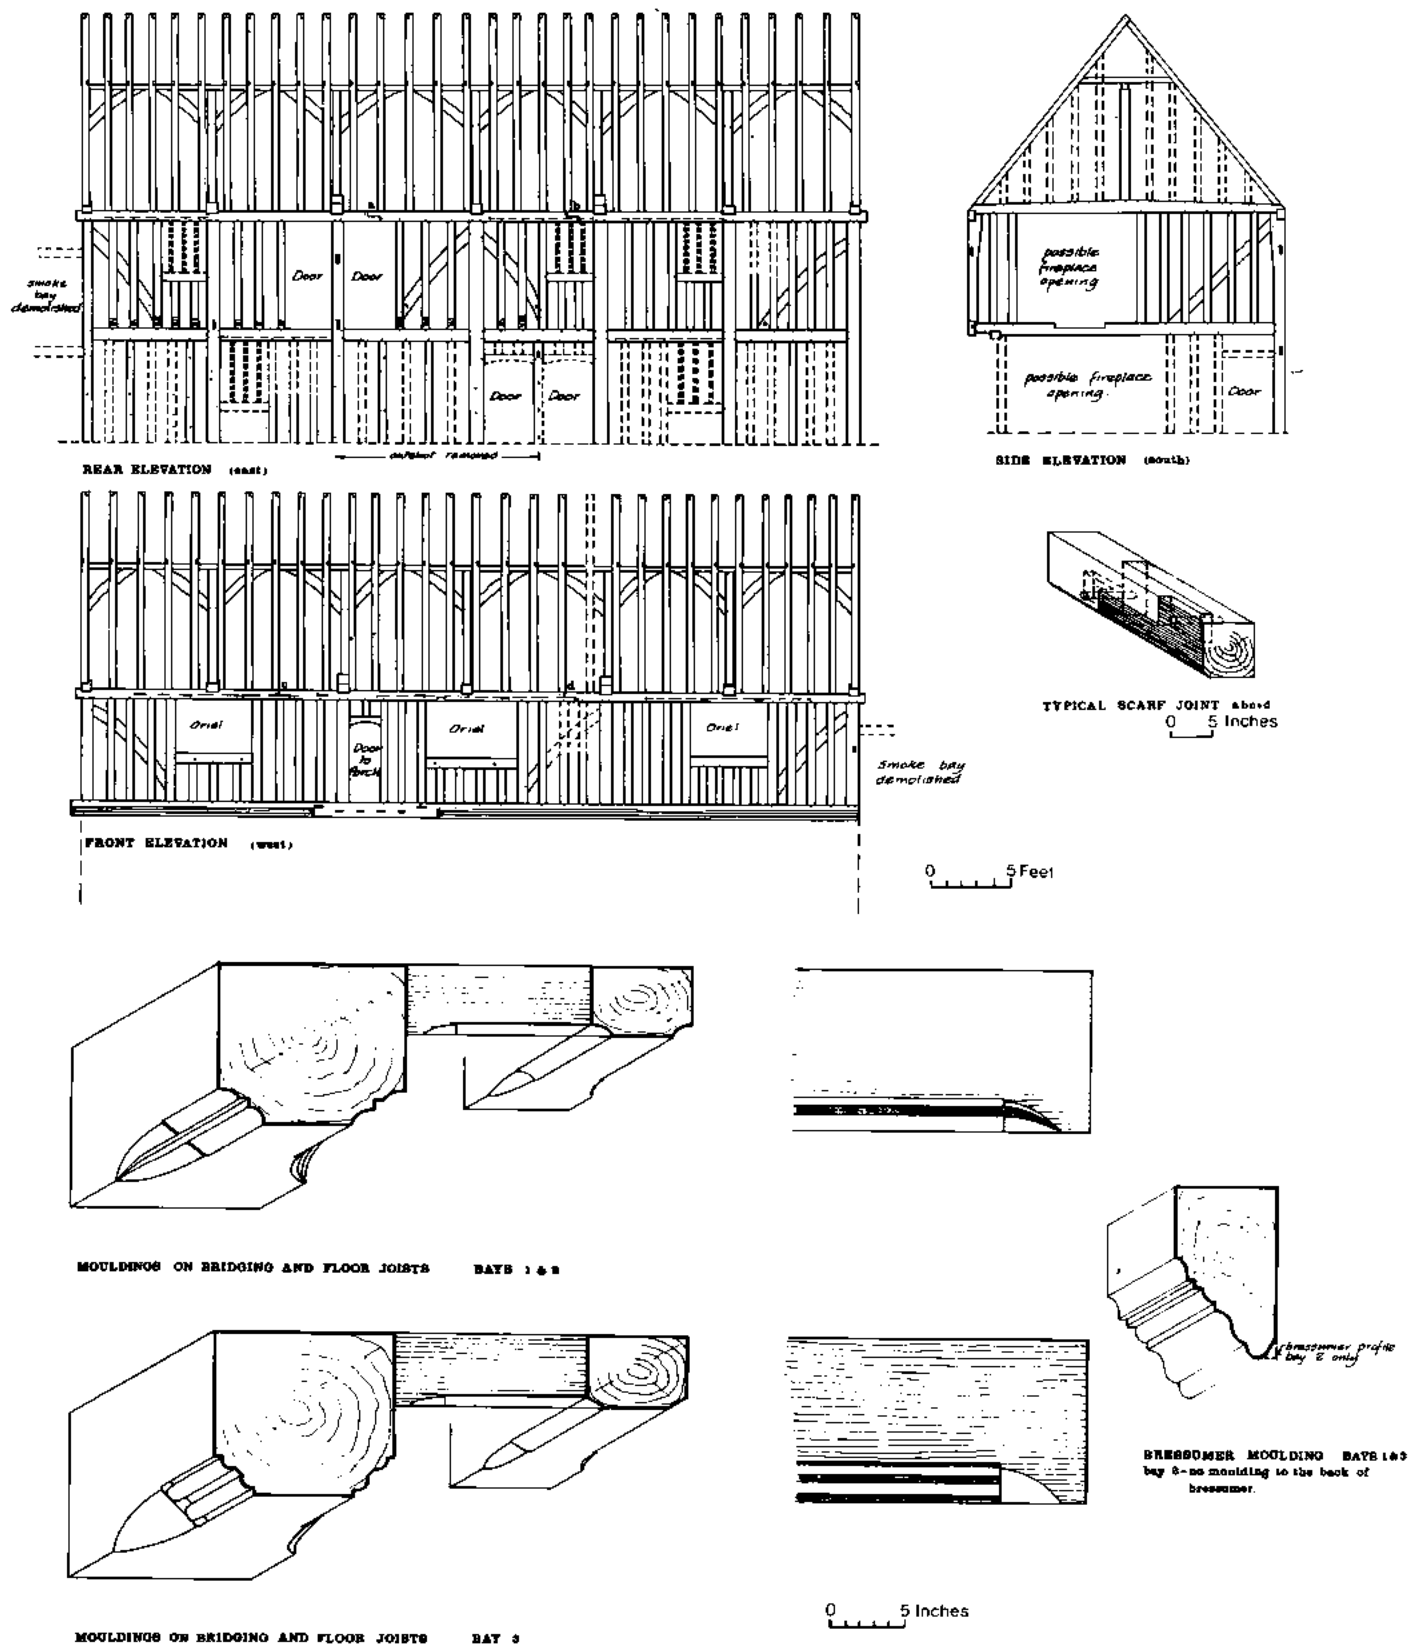 a
b
Door
Door
smoke
bay
demolished
Door
Door
outshot removed
REAR ELEVATION (east)
possible
fireplace
opening
possible fireplace
opening.
Door
SIDE ELEVATION (south)
c
d
Oriel
Door
to
Porch
Oriel
Oriel
smoke bay
demolished
FRONT ELEVATION (west)
TYPICAL SCARF JOINT abcd
0 5 Inches
0 5 Feet
MOULDINGS ON BRIDGING AND FLOOR JOISTS BAYS 1 & 2
bressumer profile
bay 2 only
BRESSUMER MOULDING BAYS 1&3
bay 2-no moulding to the back of
bressumer.
0 5 Inches
MOULDINGS ON BRIDGING AND FLOOR JOISTS BAY 3